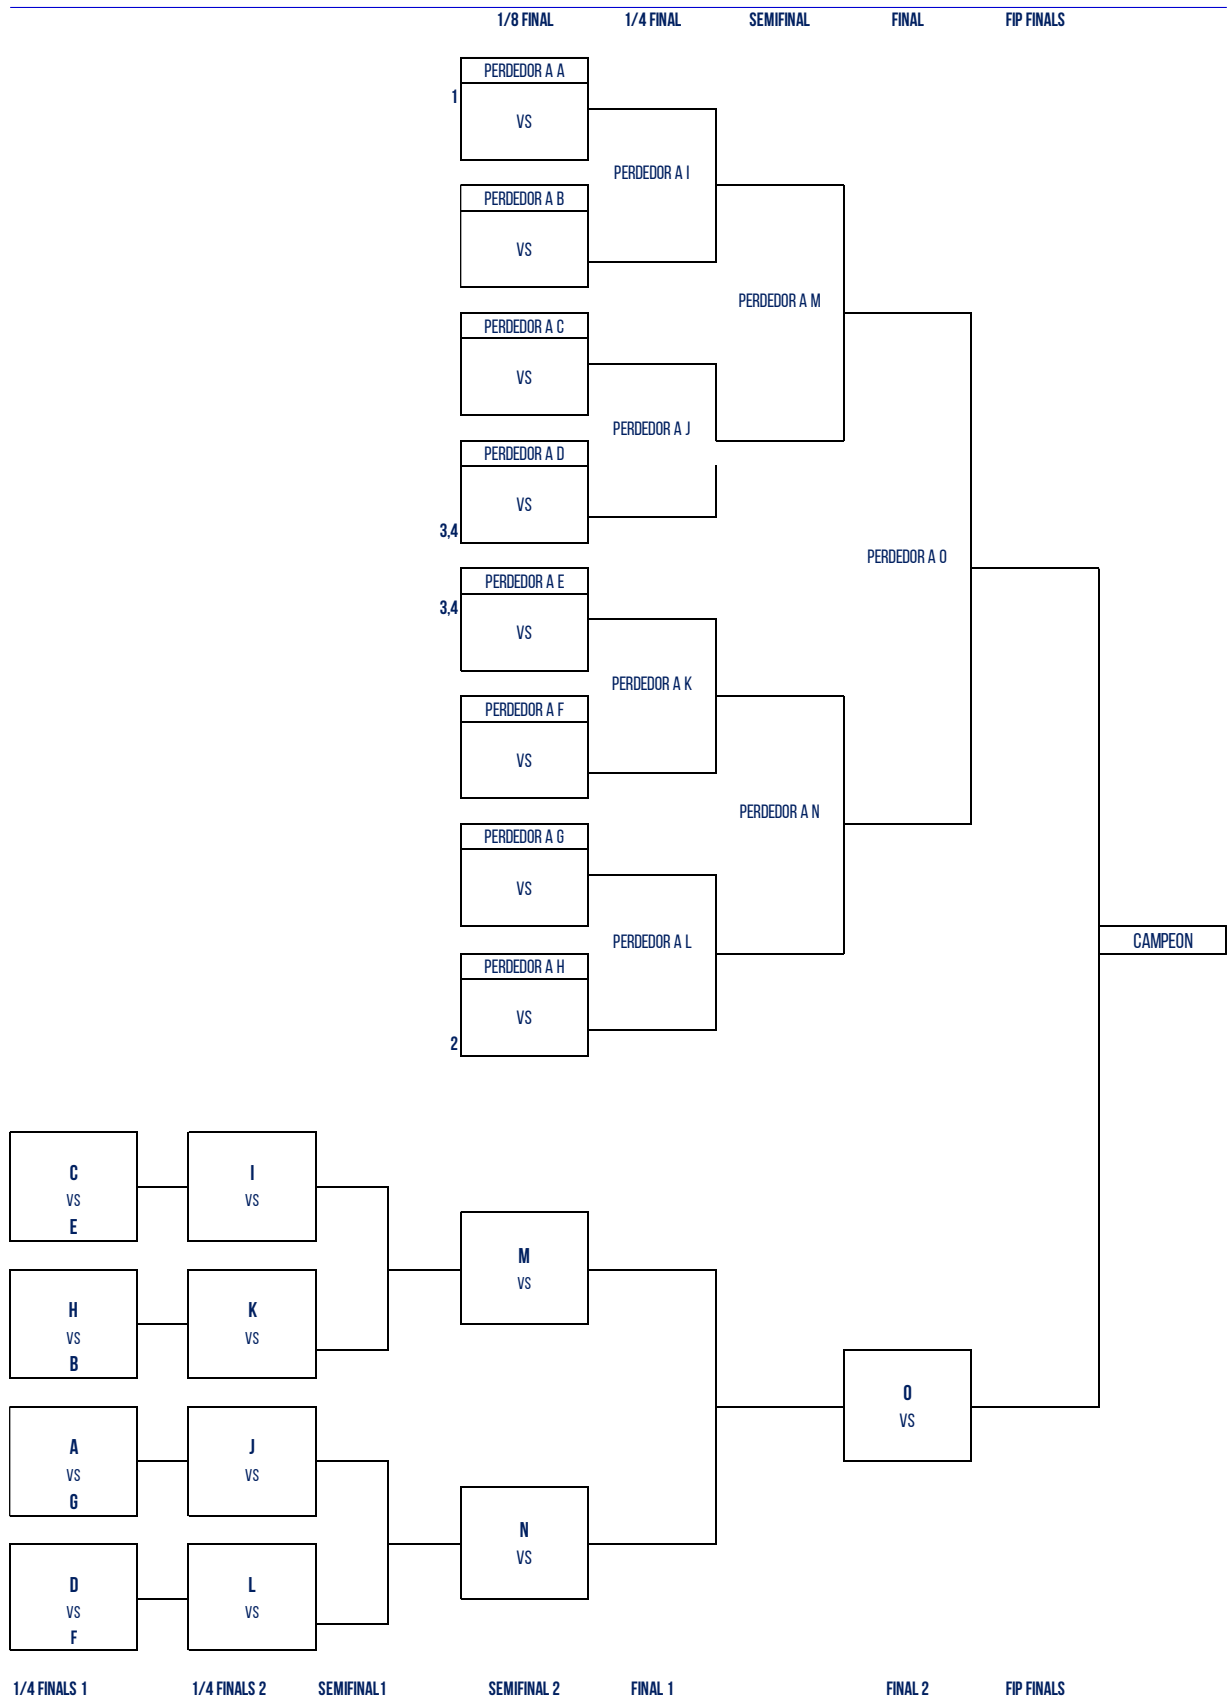 1/8 FINAL 1/4 FINAL SEMIFINAL FINAL FIP FINALS
PERDEDOR A A
1
VS
PERDEDOR A I
PERDEDOR A B
VS
PERDEDOR A M
PERDEDOR A C
VS
PERDEDOR A J
PERDEDOR A D
VS
3,4
PERDEDOR A O
PERDEDOR A E
3,4
VS
PERDEDOR A K
PERDEDOR A F
VS
PERDEDOR A N
PERDEDOR A G
VS
PERDEDOR A L
CAMPEON
PERDEDOR A H
VS
2
C
VS
E
I
VS
M
VS
H
VS
B
K
VS
O
VS
A
VS
G
J
VS
N
VS
D
VS
F
L
VS
1/4 FINALS 1 1/4 FINALS 2 SEMIFINAL1 SEMIFINAL 2 FINAL 1 FINAL 2 FIP FINALS